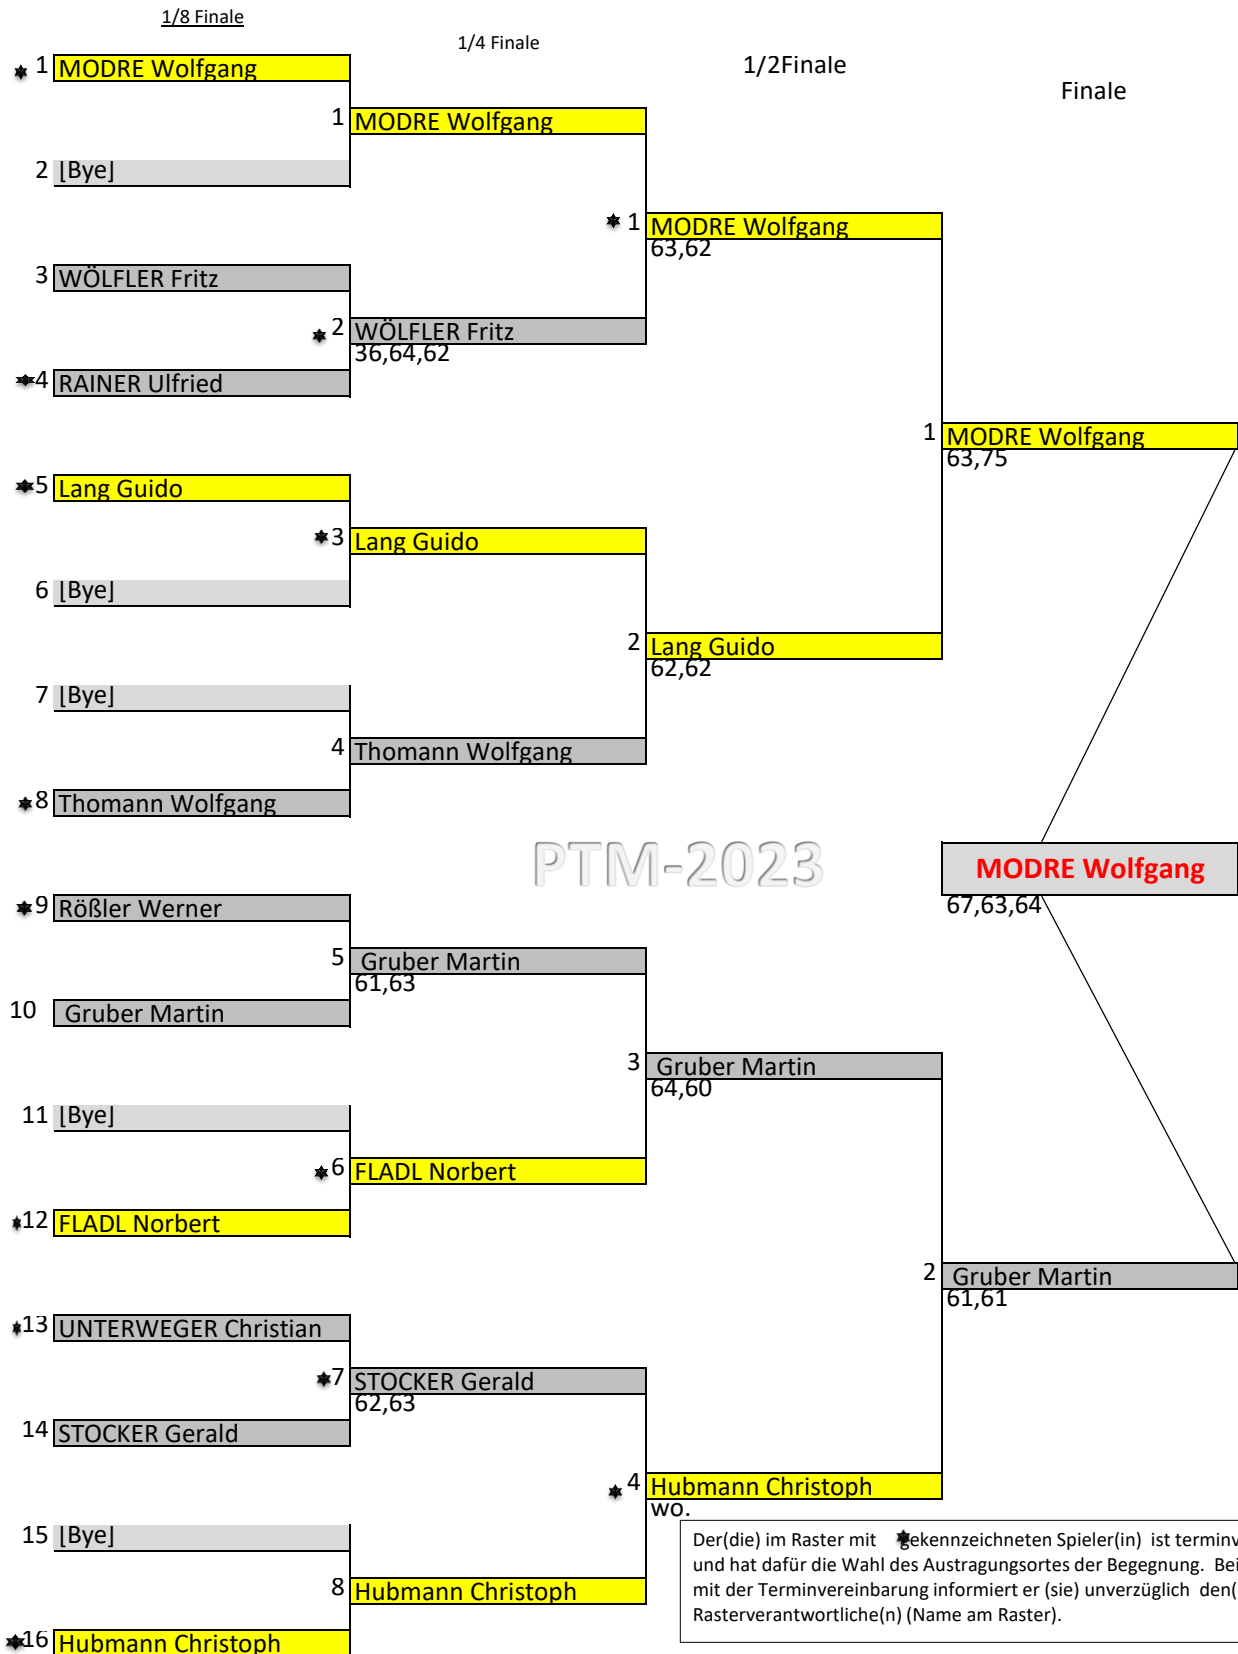 1/8 Finale
1/4 Finale
1/2Finale
Finale
1 MODRE Wolfgang
1 MODRE Wolfgang
2 [Bye]
1 MODRE Wolfgang
63,62
3 WÖLFLER Fritz
2 WÖLFLER Fritz
36,64,62
4 RAINER Ulfried
1 MODRE Wolfgang
63,75
5 Lang Guido
3 Lang Guido
6 [Bye]
2 Lang Guido
62,62
7 [Bye]
4 Thomann Wolfgang
8 Thomann Wolfgang
PTM-2023
MODRE Wolfgang
67,63,64
9 Rößler Werner
5 Gruber Martin
61,63
10 Gruber Martin
3 Gruber Martin
64,60
11 [Bye]
6 FLADL Norbert
12 FLADL Norbert
2 Gruber Martin
61,61
13 UNTERWEGER Christian
7 STOCKER Gerald
62,63
14 STOCKER Gerald
4 Hubmann Christoph
wo.
15 [Bye]
8 Hubmann Christoph
16 Hubmann Christoph
Der(die) im Raster mit gekennzeichneten Spieler(in) ist terminv
und hat dafür die Wahl des Austragungsortes der Begegnung. Bei
mit der Terminvereinbarung informiert er (sie) unverzüglich den(
Rasterverantwortliche(n) (Name am Raster).